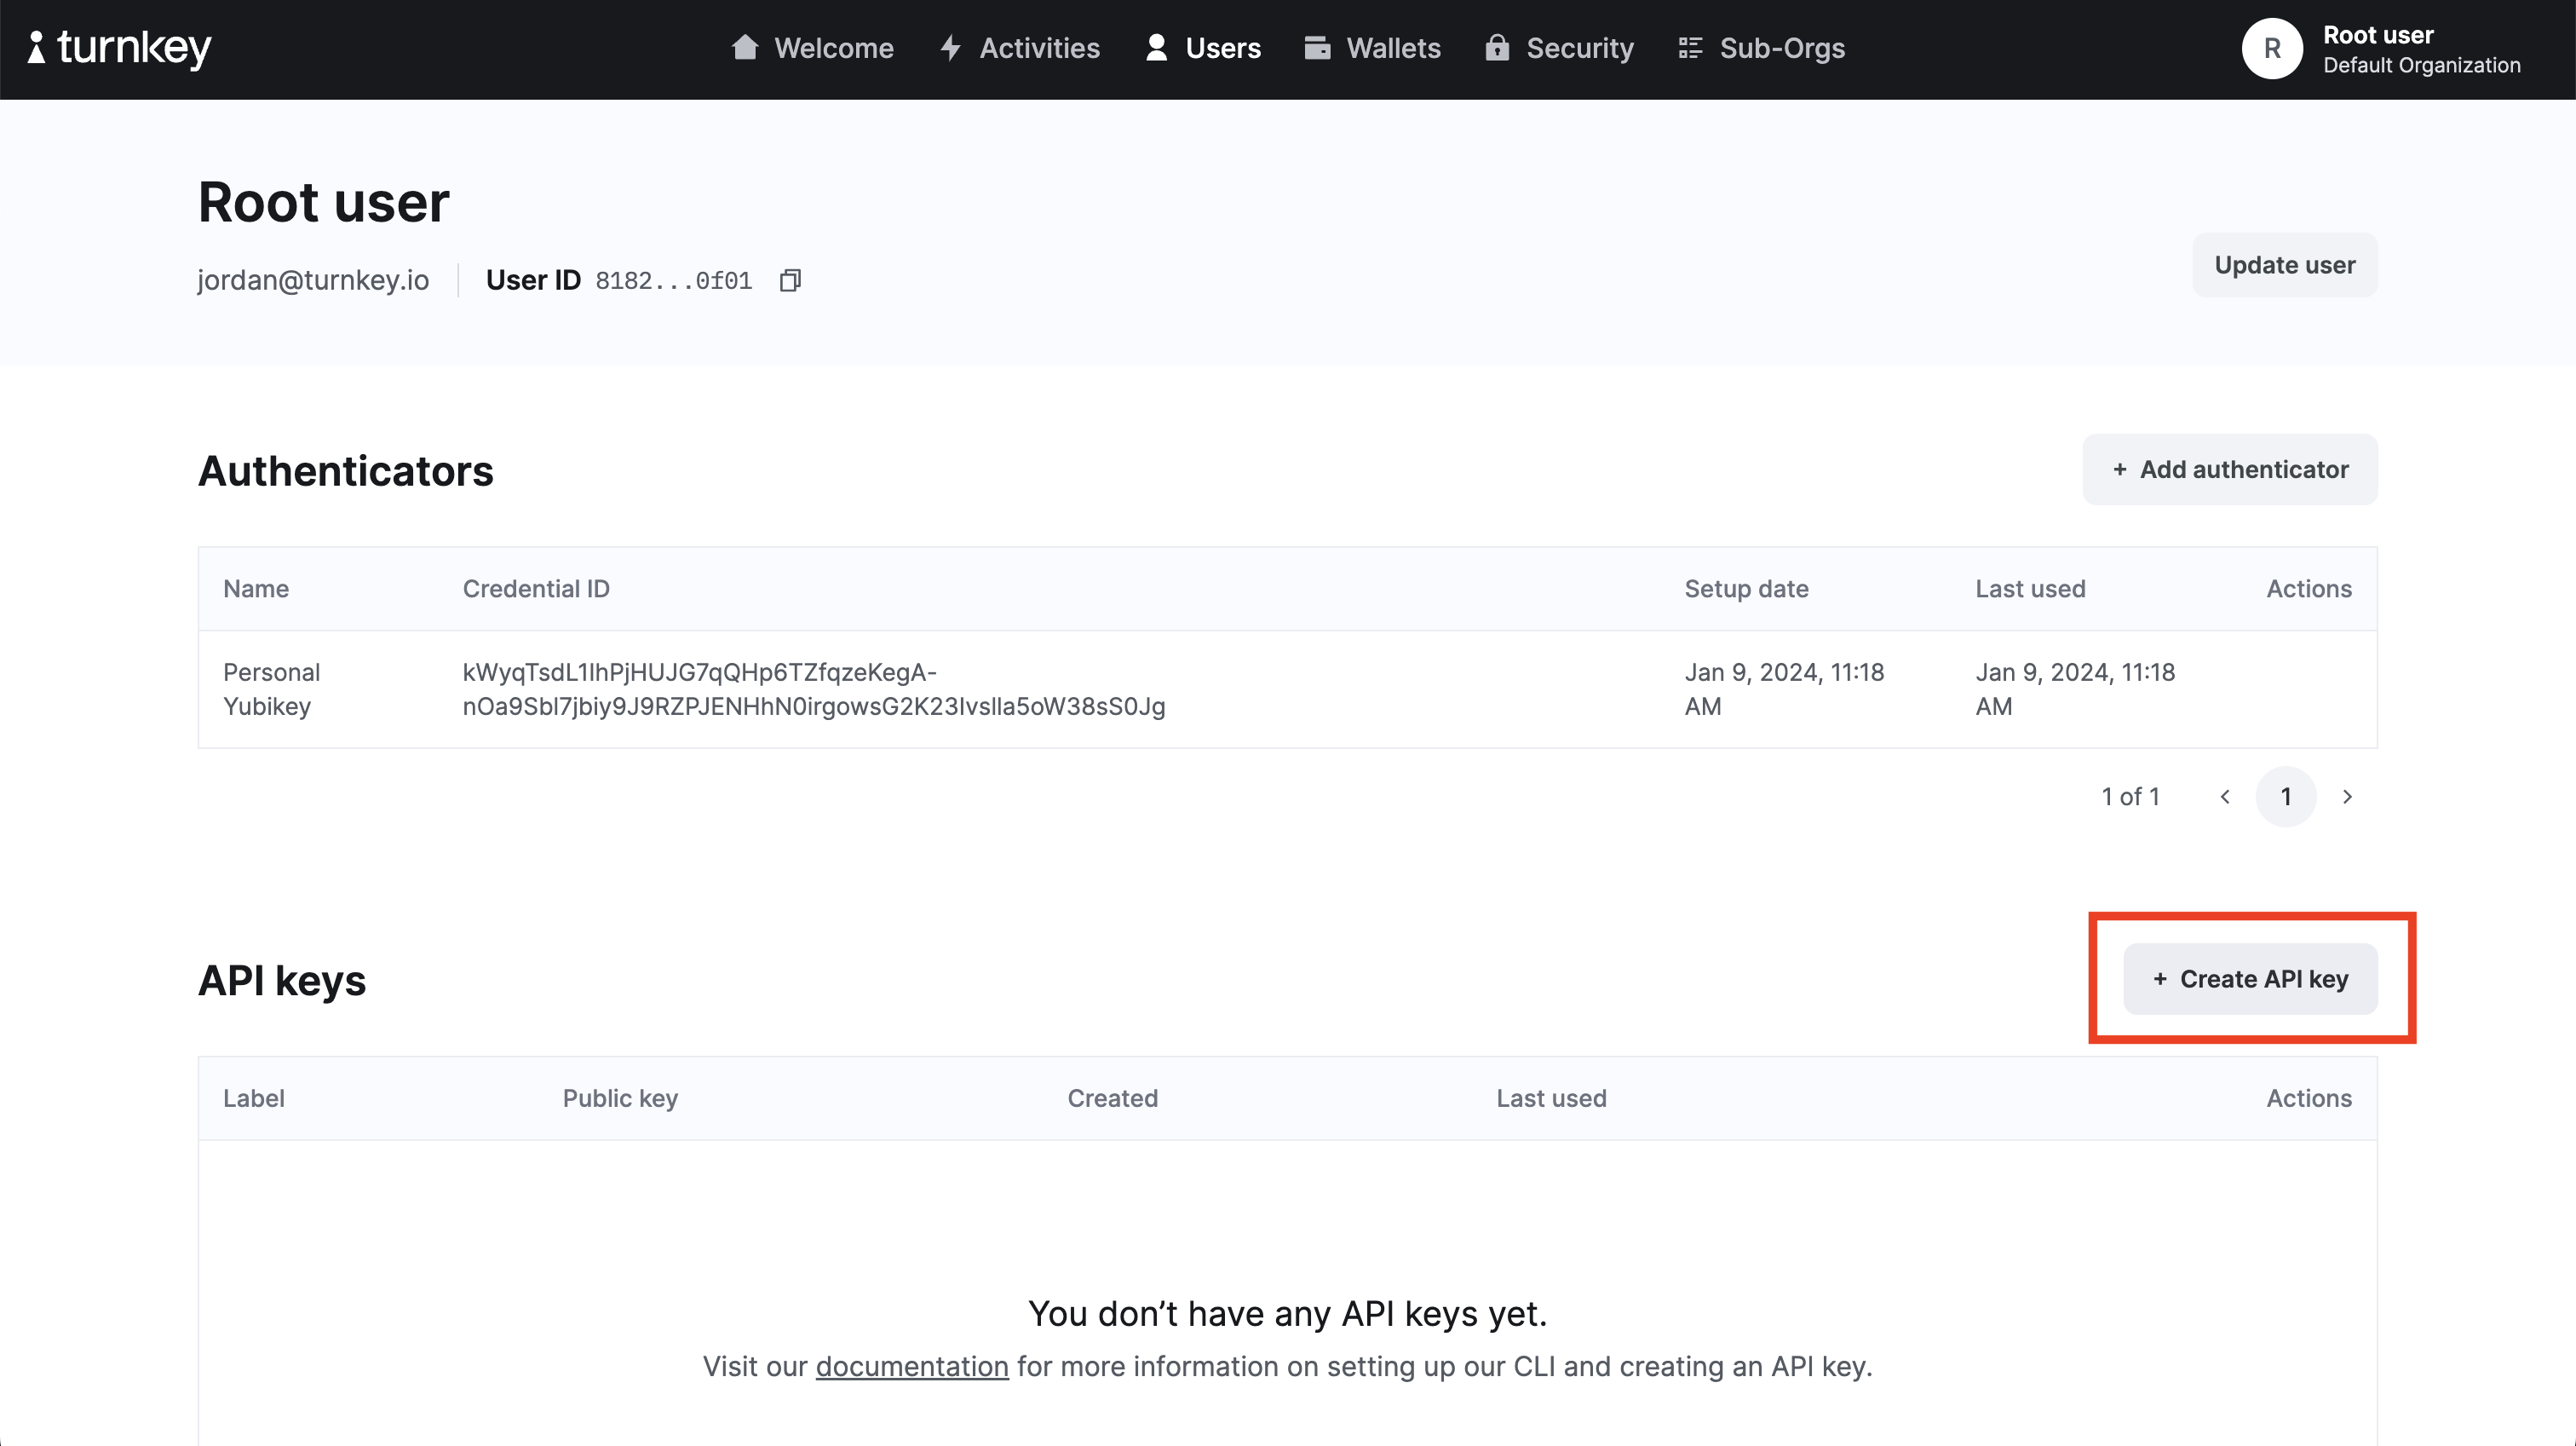 turnkey
Welcome
Activities
Users
Wallets
Security
Sub-Orgs
R
Root user
Default Organization
Root user
jordan@turnkey.io
User ID 8182...0f01
Update user
Authenticators
+ Add authenticator
Name Credential ID Setup date Last used Actions
Personal kWyqTsdL1IhPjHUJG7qQHp6TZfqzeKegA- Jan 9, 2024, 11:18 Jan 9, 2024, 11:18
Yubikey nOa9Sbl7jbiy9J9RZPJENHhN0irgowsG2K23Ivslla5oW38sS0Jg AM AM
1 of 1 < 1 >
API keys
+ Create API key
Label Public key Created Last used Actions
You don’t have any API keys yet.
Visit our documentation for more information on setting up our CLI and creating an API key.